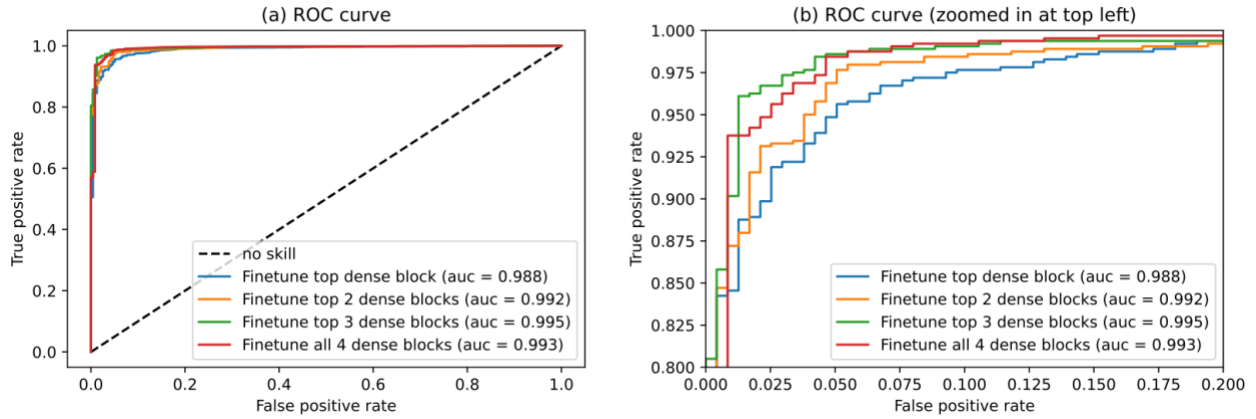 (a) ROC curve
True positive rate
1.0
0.8
0.6
0.4
0.2
0.0
no skill
Finetune top dense block (auc = 0.988)
Finetune top 2 dense blocks (auc = 0.992)
Finetune top 3 dense blocks (auc = 0.995)
Finetune all 4 dense blocks (auc = 0.993)
0.0 0.2 0.4 0.6 0.8 1.0
False positive rate
(b) ROC curve (zoomed in at top left)
True positive rate
1.000
0.975
0.950
0.925
0.900
0.875
0.850
0.825
0.800
Finetune top dense block (auc = 0.988)
Finetune top 2 dense blocks (auc = 0.992)
Finetune top 3 dense blocks (auc = 0.995)
Finetune all 4 dense blocks (auc = 0.993)
0.000 0.025 0.050 0.075 0.100 0.125 0.150 0.175 0.200
False positive rate